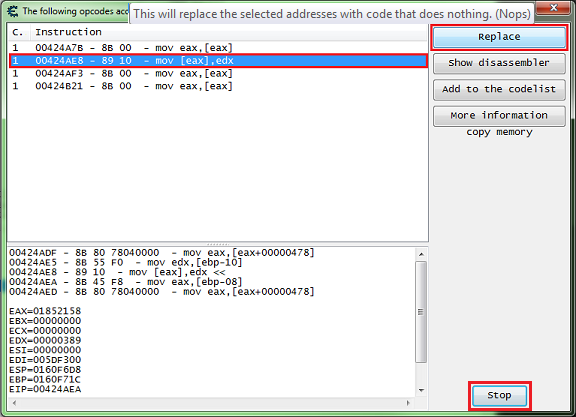 The following opcodes acc
This will replace the selected addresses with code that does nothing. (Nops)
C. Instruction
1 00424A7B - 8B 00 - mov eax,[eax]
1 00424AE8 - 89 10 - mov [eax],edx
1 00424AF3 - 8B 00 - mov eax,[eax]
1 00424B21 - 8B 00 - mov eax,[eax]
Replace
Show disassembler
Add to the codelist
More information
copy memory
00424ADF - 8B 80 78040000 - mov eax,[eax+00000478]
00424AE5 - 8B 55 F0 - mov edx,[ebp-10]
00424AE8 - 89 10 - mov [eax],edx <<
00424AEA - 8B 45 F8 - mov eax,[ebp-08]
00424AED - 8B 80 78040000 - mov eax,[eax+00000478]
EAX=01852158
EBX=00000000
ECX=00000000
EDX=00000389
ESI=00000000
EDI=005DF300
ESP=0160F6D8
EBP=0160F71C
EIP=00424AEA
Stop